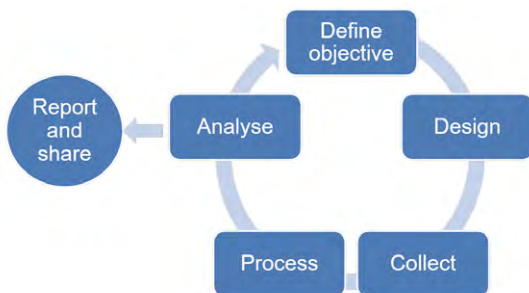 Define
objective
Report
and
share
Analyse
Design
Process
Collect